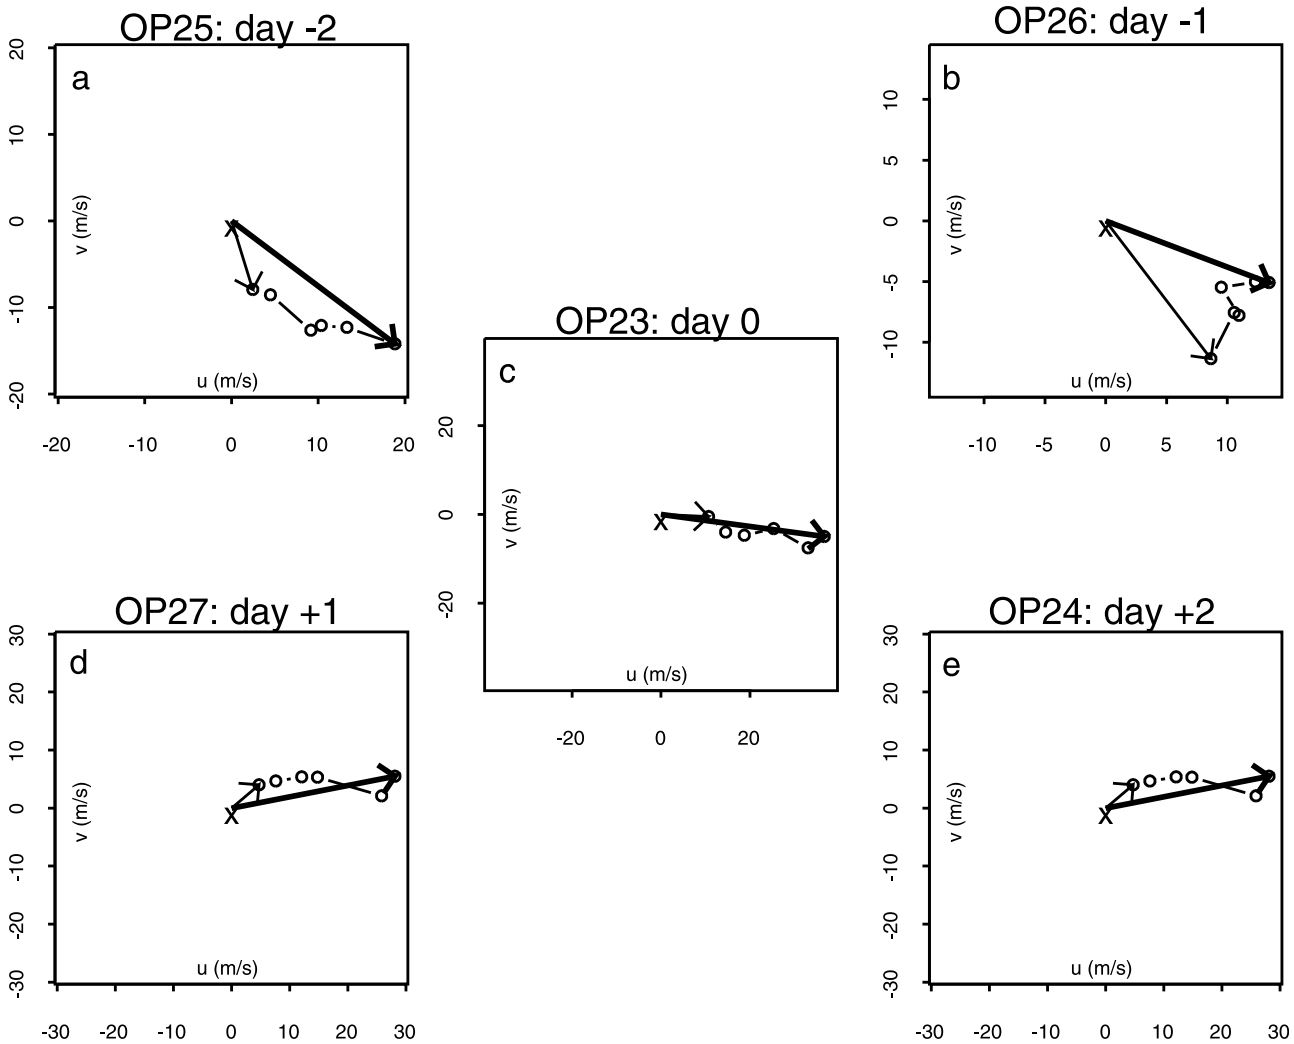 OP25: day -2
a
20
10
0
-10
-20
v (m/s)
u (m/s)
-20 -10 0 10 20
X
OP26: day -1
b
10
5
0
-5
-10
v (m/s)
u (m/s)
-10 -5 0 5 10
X
OP23: day 0
c
20
0
-20
v (m/s)
u (m/s)
-20 0 20
X
OP27: day +1
d
30
20
10
0
-10
-20
-30
v (m/s)
u (m/s)
-30 -20 -10 0 10 20 30
X
OP24: day +2
e
30
20
10
0
-10
-20
-30
v (m/s)
u (m/s)
-30 -20 -10 0 10 20 30
X